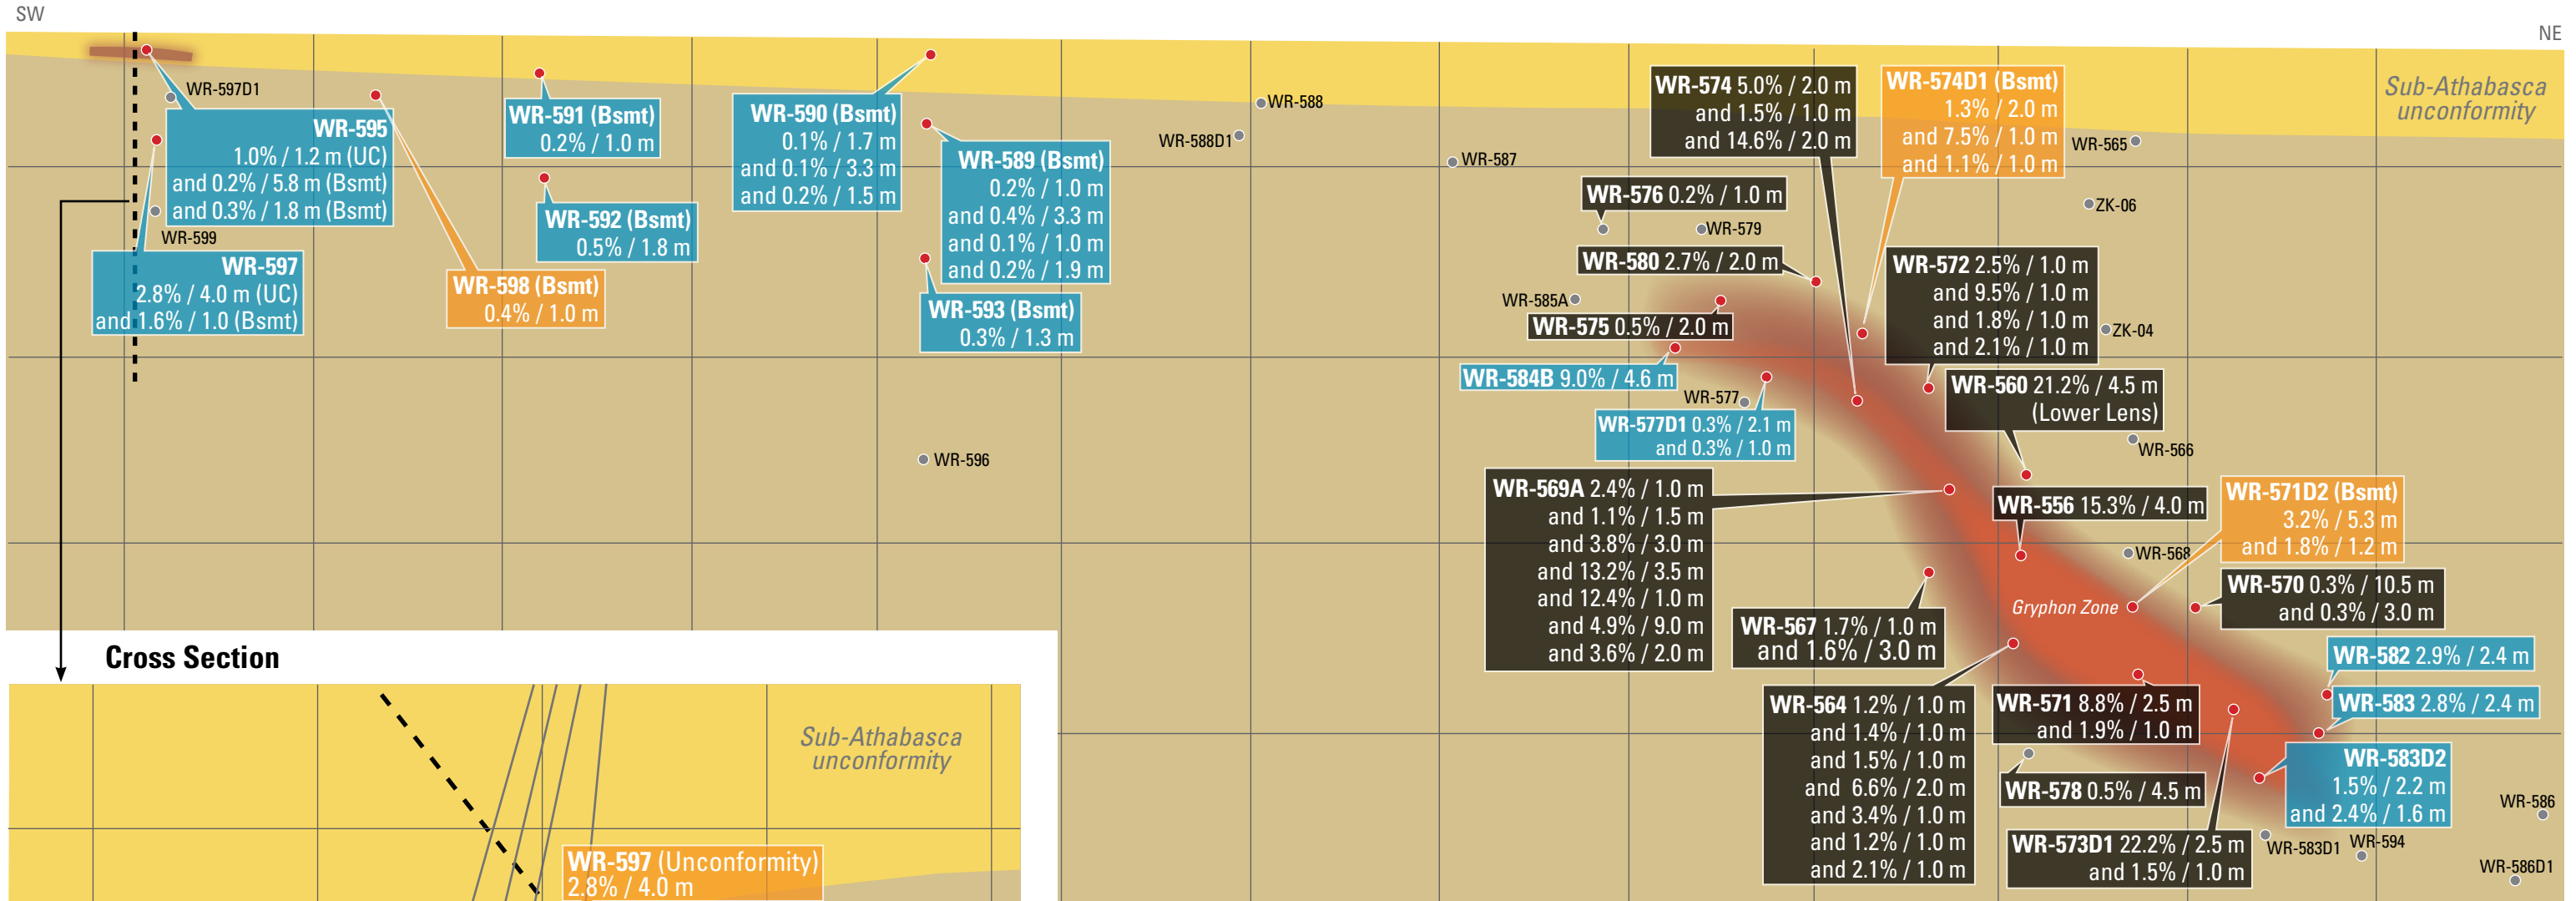 SW
NE
Sub-Athabasca
unconformity
WR-597D1
WR-595
1.0% / 1.2 m (UC)
and 0.2% / 5.8 m (Bsmt)
and 0.3% / 1.8 m (Bsmt)
WR-599
WR-597
2.8% / 4.0 m (UC)
and 1.6% / 1.0 (Bsmt)
WR-598 (Bsmt)
0.4% / 1.0 m
WR-591 (Bsmt)
0.2% / 1.0 m
WR-592 (Bsmt)
0.5% / 1.8 m
WR-590 (Bsmt)
0.1% / 1.7 m
and 0.1% / 3.3 m
and 0.2% / 1.5 m
WR-589 (Bsmt)
0.2% / 1.0 m
and 0.4% / 3.3 m
and 0.1% / 1.0 m
and 0.2% / 1.9 m
WR-593 (Bsmt)
0.3% / 1.3 m
WR-596
WR-588
WR-588D1
WR-587
WR-574 5.0% / 2.0 m
and 1.5% / 1.0 m
and 14.6% / 2.0 m
WR-574D1 (Bsmt)
1.3% / 2.0 m
and 7.5% / 1.0 m
and 1.1% / 1.0 m
WR-565
ZK-06
WR-576 0.2% / 1.0 m
WR-579
WR-580 2.7% / 2.0 m
WR-572 2.5% / 1.0 m
and 9.5% / 1.0 m
and 1.8% / 1.0 m
and 2.1% / 1.0 m
WR-585A
WR-575 0.5% / 2.0 m
ZK-04
WR-584B 9.0% / 4.6 m
WR-577
WR-577D1 0.3% / 2.1 m
and 0.3% / 1.0 m
WR-560 21.2% / 4.5 m
(Lower Lens)
WR-566
WR-569A 2.4% / 1.0 m
and 1.1% / 1.5 m
and 3.8% / 3.0 m
and 13.2% / 3.5 m
and 12.4% / 1.0 m
and 4.9% / 9.0 m
and 3.6% / 2.0 m
WR-556 15.3% / 4.0 m
WR-571D2 (Bsmt)
3.2% / 5.3 m
and 1.8% / 1.2 m
WR-568
Gryphon Zone
WR-570 0.3% / 10.5 m
and 0.3% / 3.0 m
WR-567 1.7% / 1.0 m
and 1.6% / 3.0 m
WR-582 2.9% / 2.4 m
WR-583 2.8% / 2.4 m
WR-564 1.2% / 1.0 m
and 1.4% / 1.0 m
and 1.5% / 1.0 m
and 6.6% / 2.0 m
and 3.4% / 1.0 m
and 1.2% / 1.0 m
and 2.1% / 1.0 m
WR-571 8.8% / 2.5 m
and 1.9% / 1.0 m
WR-578 0.5% / 4.5 m
WR-583D2
1.5% / 2.2 m
and 2.4% / 1.6 m
WR-573D1 22.2% / 2.5 m
and 1.5% / 1.0 m
WR-583D1
WR-594
WR-586
WR-586D1
Cross Section
Sub-Athabasca
unconformity
WR-597 (Unconformity)
2.8% / 4.0 m